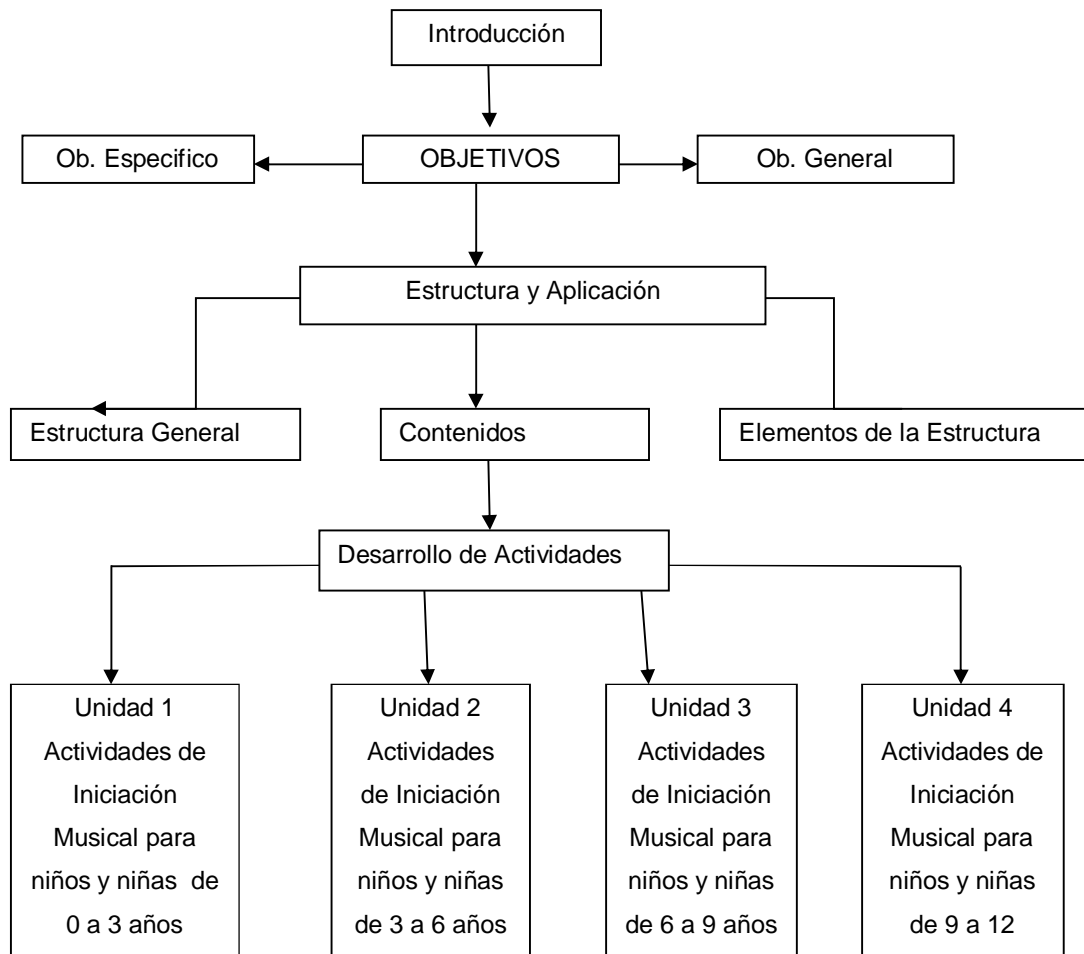 Introducción
Ob. Especifico
OBJETIVOS
Ob. General
Estructura y Aplicación
Estructura General
Contenidos
Elementos de la Estructura
Desarrollo de Actividades
Unidad 1
Actividades de
Iniciación
Musical para
niños y niñas de
0 a 3 años
Unidad 2
Actividades
de Iniciación
Musical para
niños y niñas
de 3 a 6 años
Unidad 3
Actividades
de Iniciación
Musical para
niños y niñas
de 6 a 9 años
Unidad 4
Actividades de
Iniciación
Musical para
niños y niñas
de 9 a 12